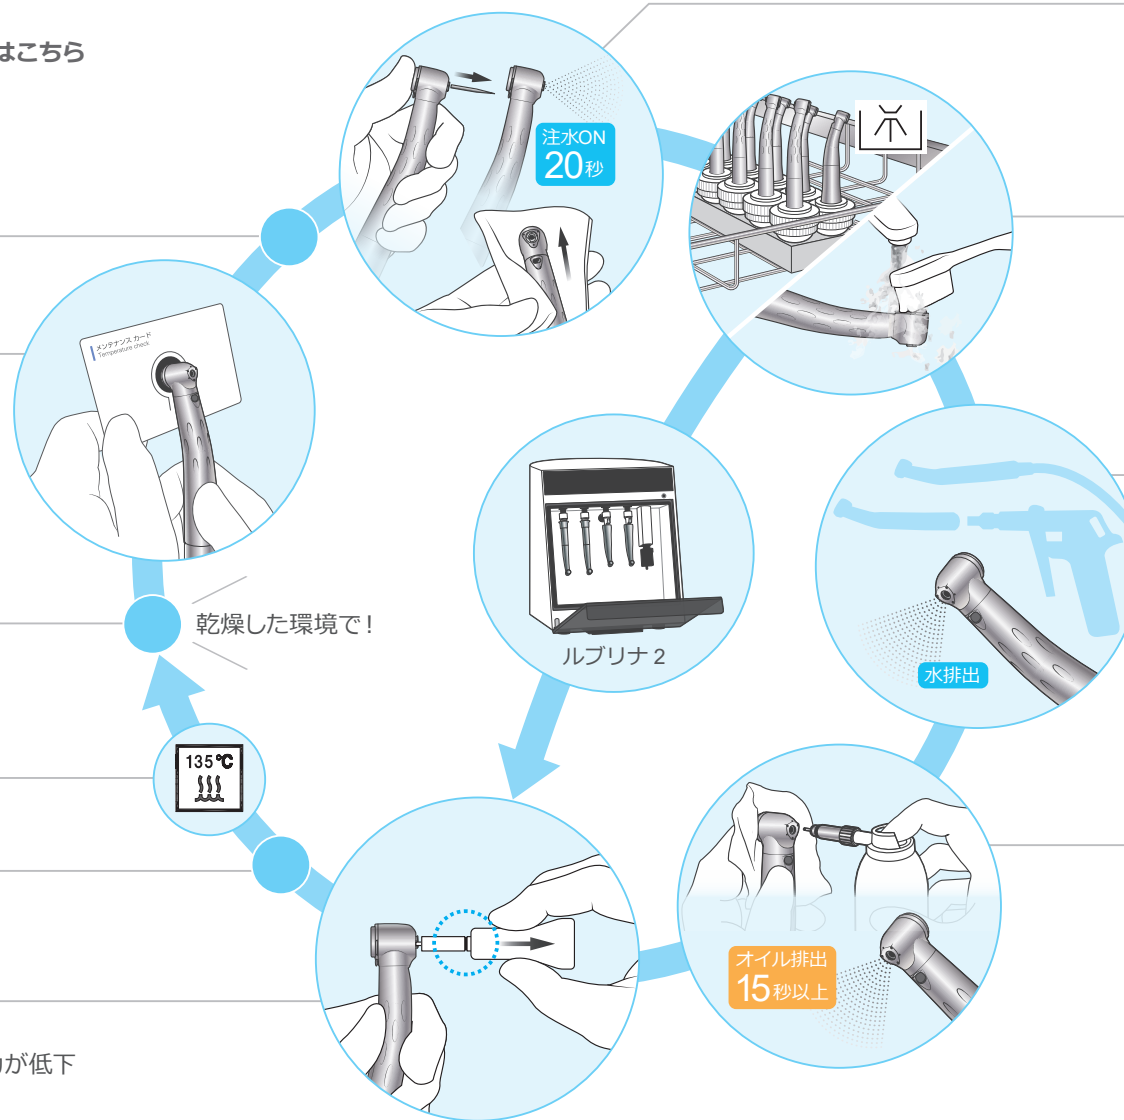 はこちら
注水ON
20秒
メンテナンス カード
Temperature check
ルブリナ 2
乾燥した環境で！
水排出
135℃
オイル排出
15秒以上
が低下